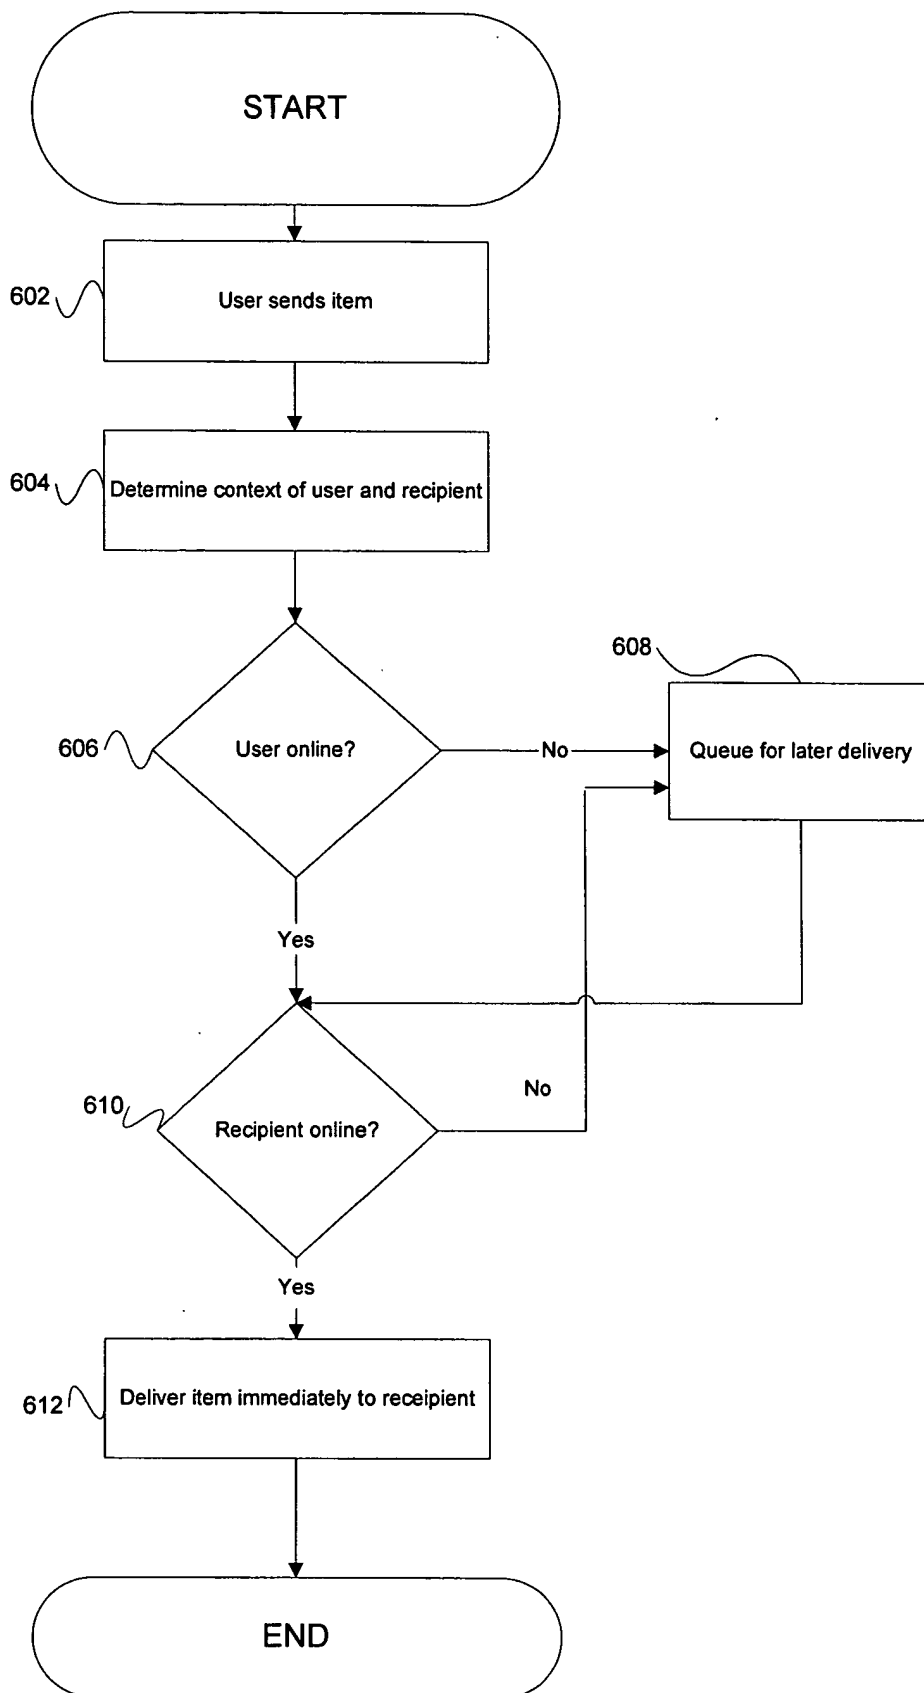 START
602
User sends item
604
Determine context of user and recipient
608
606
User online?
No
Queue for later delivery
Yes
No
610
Recipient online?
Yes
612
Deliver item immediately to receipient
END